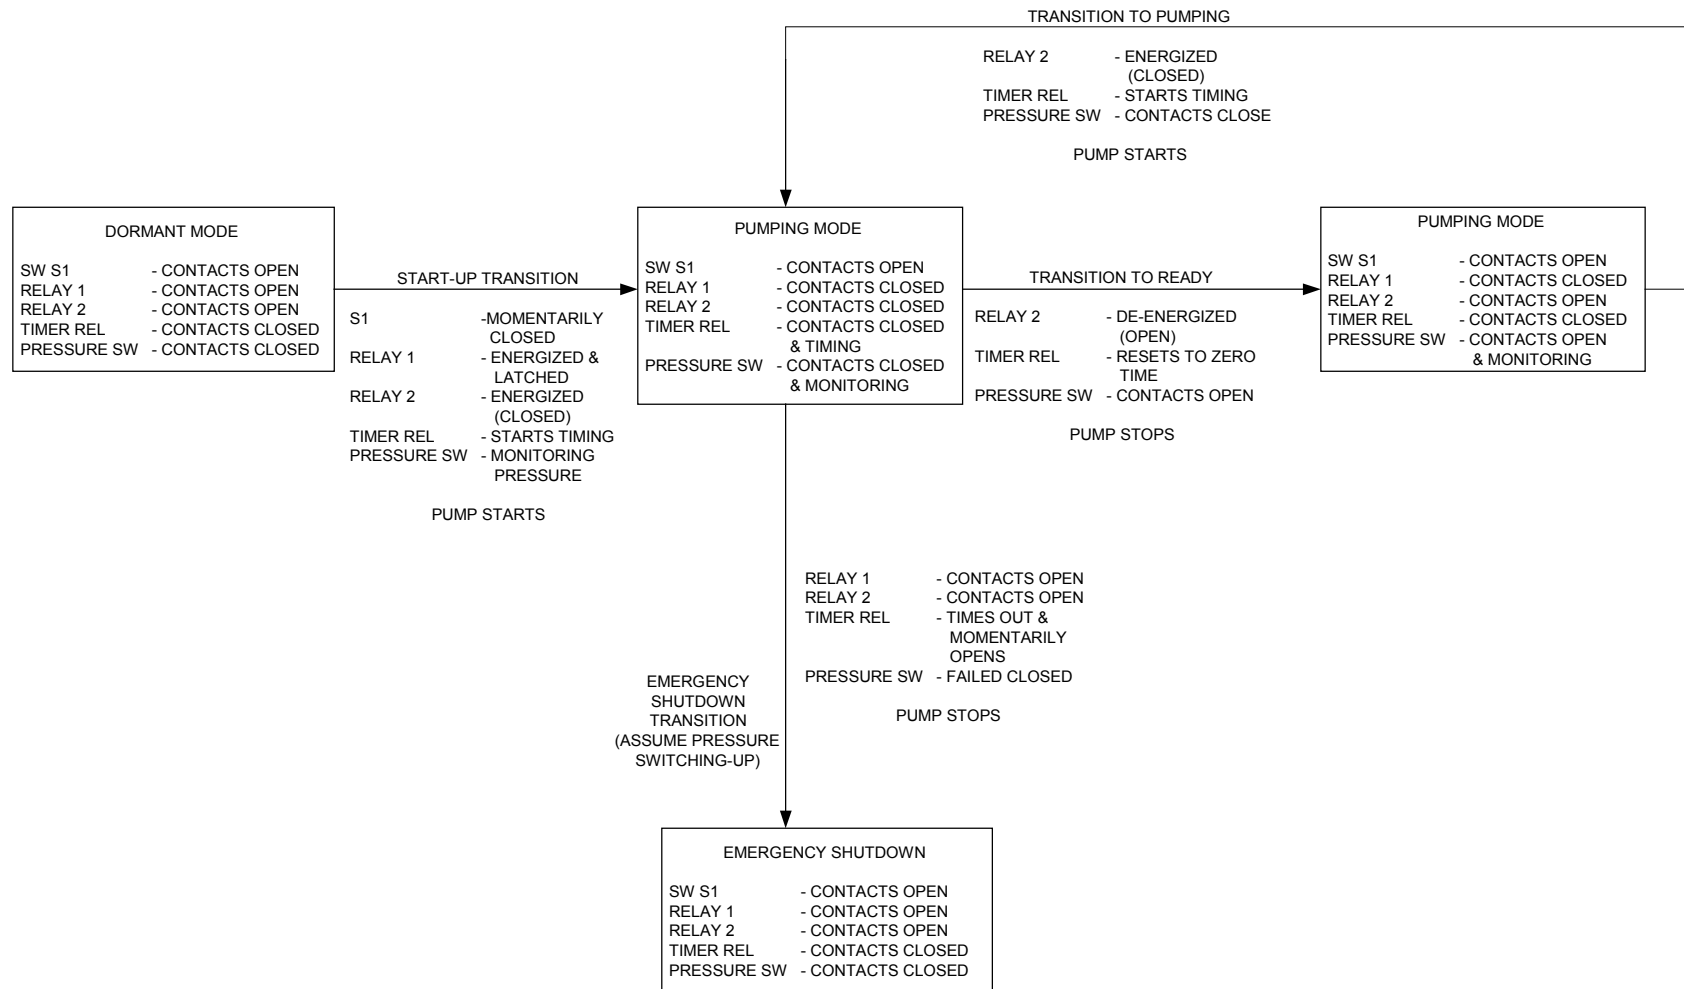 TRANSITION TO PUMPING
RELAY 2 - ENERGIZED
(CLOSED)
TIMER REL - STARTS TIMING
PRESSURE SW - CONTACTS CLOSE
PUMP STARTS
DORMANT MODE
SW S1 - CONTACTS OPEN
RELAY 1 - CONTACTS OPEN
RELAY 2 - CONTACTS OPEN
TIMER REL - CONTACTS CLOSED
PRESSURE SW - CONTACTS CLOSED
START-UP TRANSITION
S1 -MOMENTARILY
CLOSED
RELAY 1 - ENERGIZED &
LATCHED
RELAY 2 - ENERGIZED
(CLOSED)
TIMER REL - STARTS TIMING
PRESSURE SW - MONITORING
PRESSURE
PUMP STARTS
PUMPING MODE
SW S1 - CONTACTS OPEN
RELAY 1 - CONTACTS CLOSED
RELAY 2 - CONTACTS CLOSED
TIMER REL - CONTACTS CLOSED
& TIMING
PRESSURE SW - CONTACTS CLOSED
& MONITORING
TRANSITION TO READY
RELAY 2 - DE-ENERGIZED
(OPEN)
TIMER REL - RESETS TO ZERO
TIME
PRESSURE SW - CONTACTS OPEN
PUMP STOPS
PUMPING MODE
SW S1 - CONTACTS OPEN
RELAY 1 - CONTACTS CLOSED
RELAY 2 - CONTACTS OPEN
TIMER REL - CONTACTS CLOSED
PRESSURE SW - CONTACTS OPEN
& MONITORING
RELAY 1 - CONTACTS OPEN
RELAY 2 - CONTACTS OPEN
TIMER REL - TIMES OUT &
MOMENTARILY
OPENS
PRESSURE SW - FAILED CLOSED
PUMP STOPS
EMERGENCY
SHUTDOWN
TRANSITION
(ASSUME PRESSURE
SWITCHING-UP)
EMERGENCY SHUTDOWN
SW S1 - CONTACTS OPEN
RELAY 1 - CONTACTS OPEN
RELAY 2 - CONTACTS OPEN
TIMER REL - CONTACTS CLOSED
PRESSURE SW - CONTACTS CLOSED